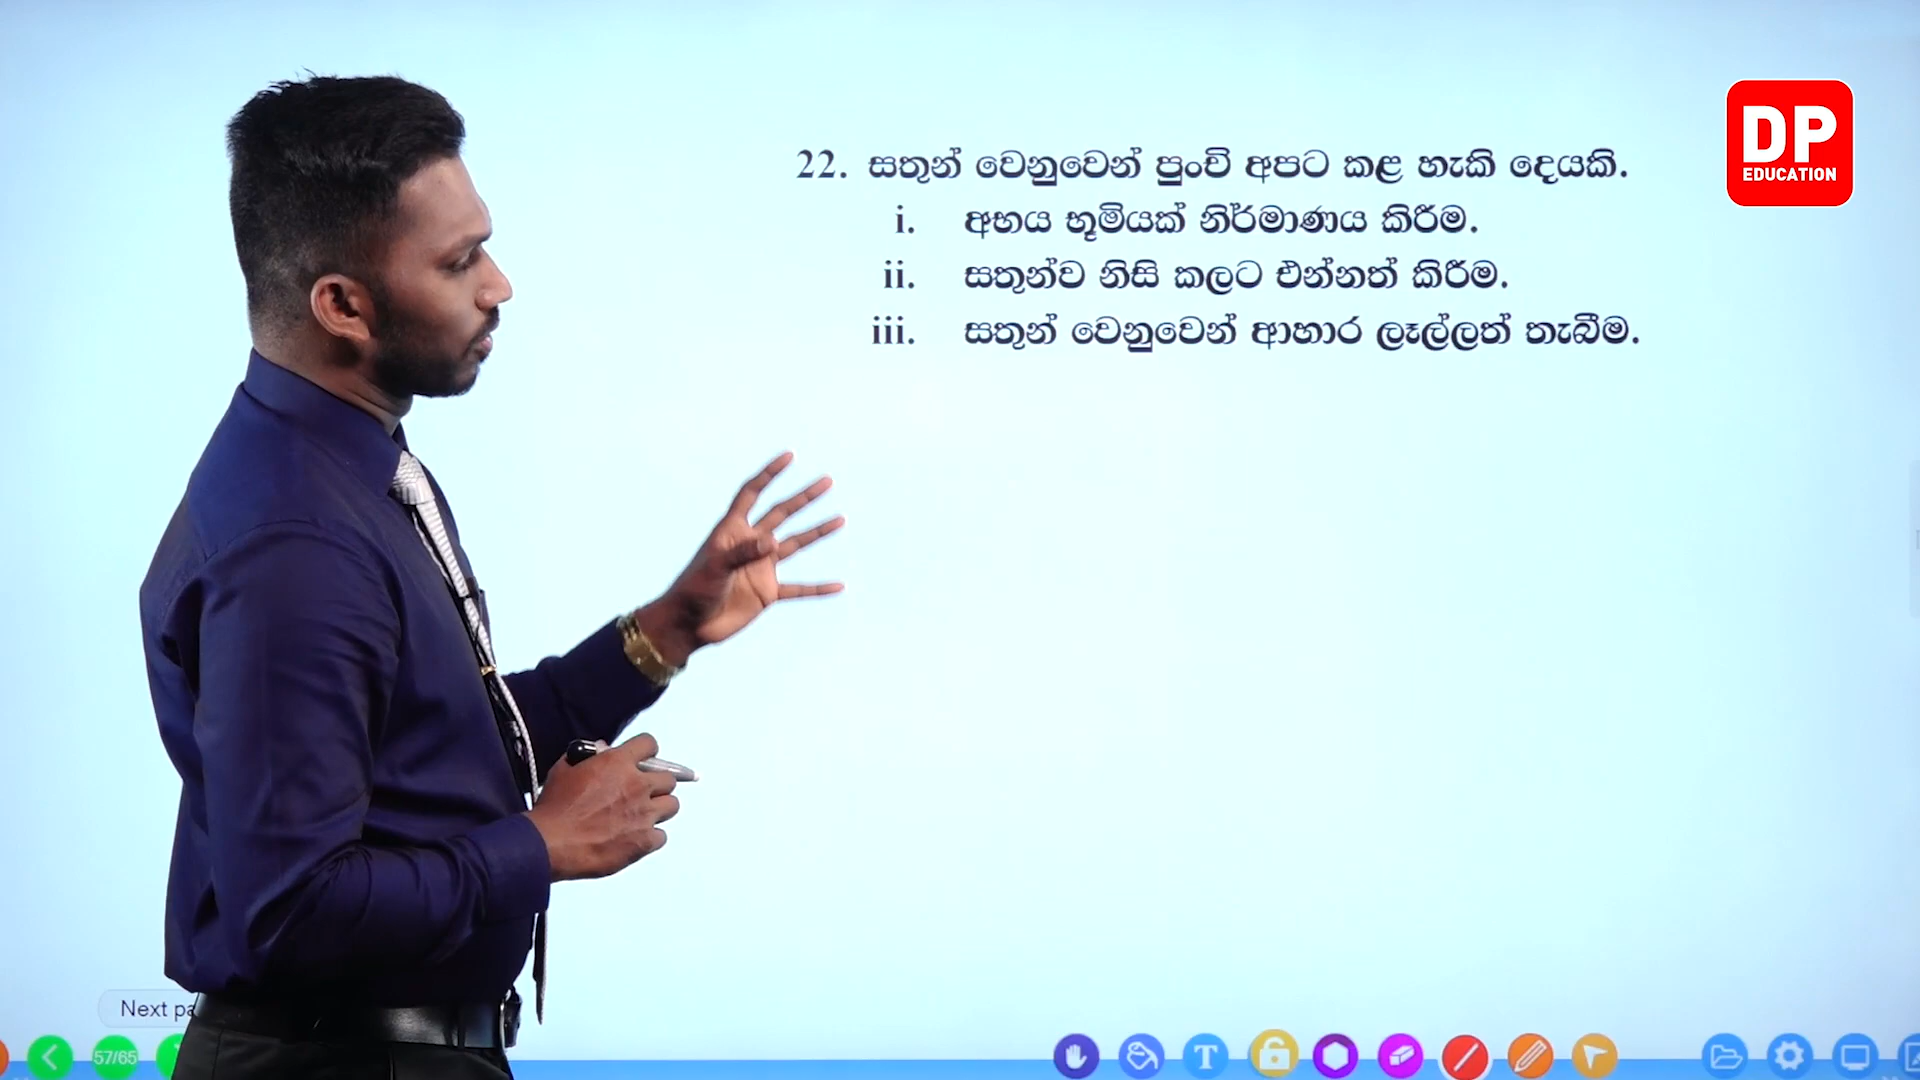 DP
EDUCATION
22. සතුන් වෙනුවෙන් පුංචි අපට කළ හැකි දෙයකි.
i. අභය භූමියක් නිර්මාණය කිරීම.
ii. සතුන්ව නිසි කලට එන්නත් කිරීම.
iii. සතුන් වෙනුවෙන් ආහාර ලෑල්ලත් තැබීම.
Next pa
57/65
T